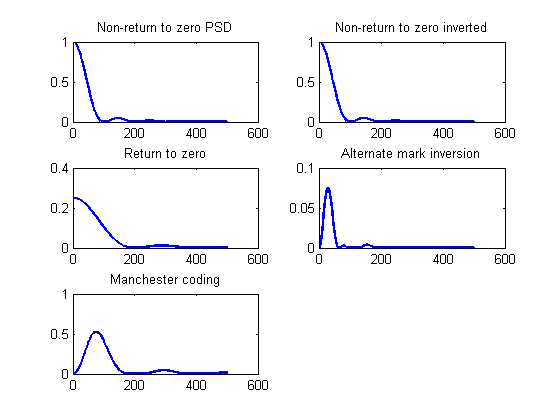 Non-return to zero PSD
Non-return to zero inverted
1
0.5
0
0 200 400 600
1
0.5
0
0 200 400 600
Return to zero
Alternate mark inversion
0.4
0.2
0
0 200 400 600
0.1
0.05
0
0 200 400 600
Manchester coding
1
0.5
0
0 200 400 600